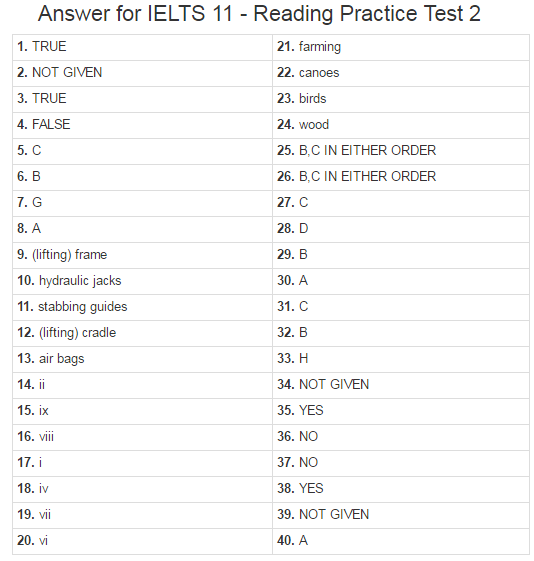 Answer for IELTS 11 - Reading Practice Test 2
1. TRUE
2. NOT GIVEN
3. TRUE
4. FALSE
5. C
6. B
7. G
8. A
9. (lifting) frame
10. hydraulic jacks
11. stabbing guides
12. (lifting) cradle
13. air bags
14. ii
15. ix
16. viii
17. i
18. iv
19. vii
20. vi
21. farming
22. canoes
23. birds
24. wood
25. B,C IN EITHER ORDER
26. B,C IN EITHER ORDER
27. C
28. D
29. B
30. A
31. C
32. B
33. H
34. NOT GIVEN
35. YES
36. NO
37. NO
38. YES
39. NOT GIVEN
40. A